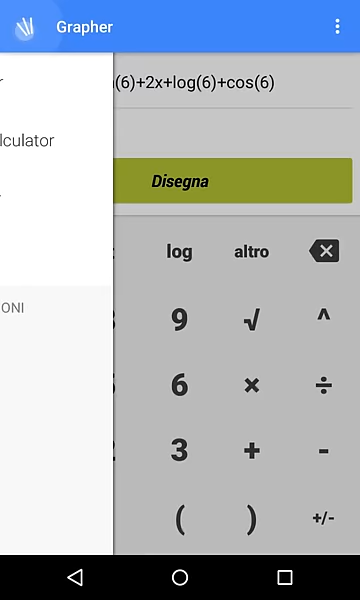 Grapher
(6)+2x+log(6)+cos(6)
lculator
Disegna
log altro
ONI
9 √ ^
6 × ÷
3 + -
( ) +/-